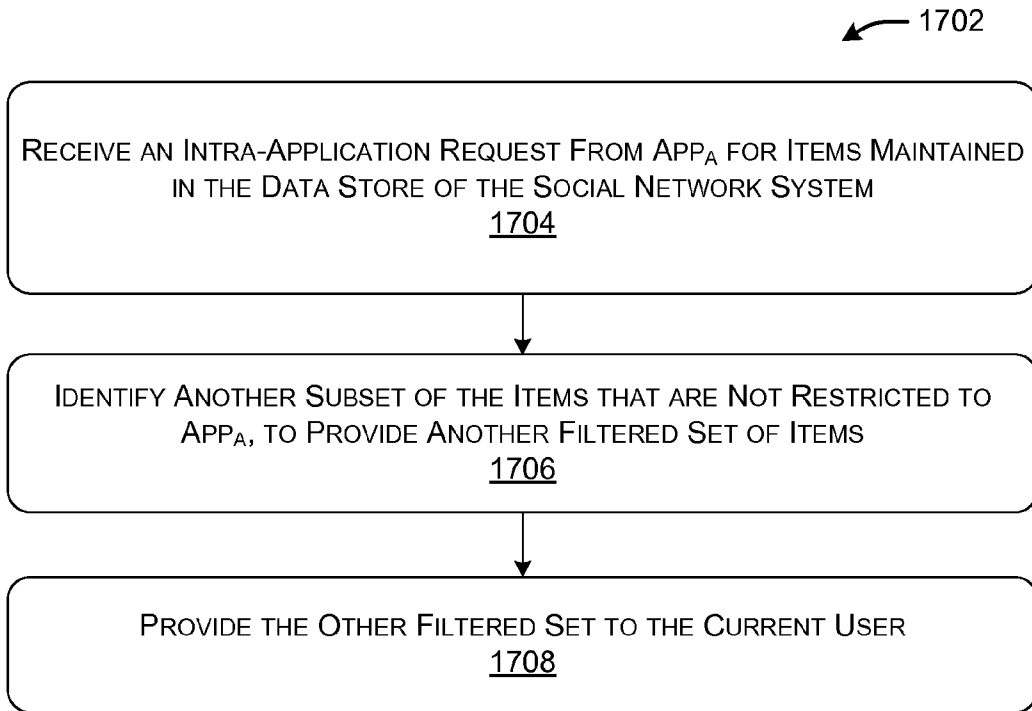 1702
RECEIVE AN INTRA-APPLICATION REQUEST FROM APPA FOR ITEMS MAINTAINED
IN THE DATA STORE OF THE SOCIAL NETWORK SYSTEM
1704
IDENTIFY ANOTHER SUBSET OF THE ITEMS THAT ARE NOT RESTRICTED TO
APPA, TO PROVIDE ANOTHER FILTERED SET OF ITEMS
1706
PROVIDE THE OTHER FILTERED SET TO THE CURRENT USER
1708